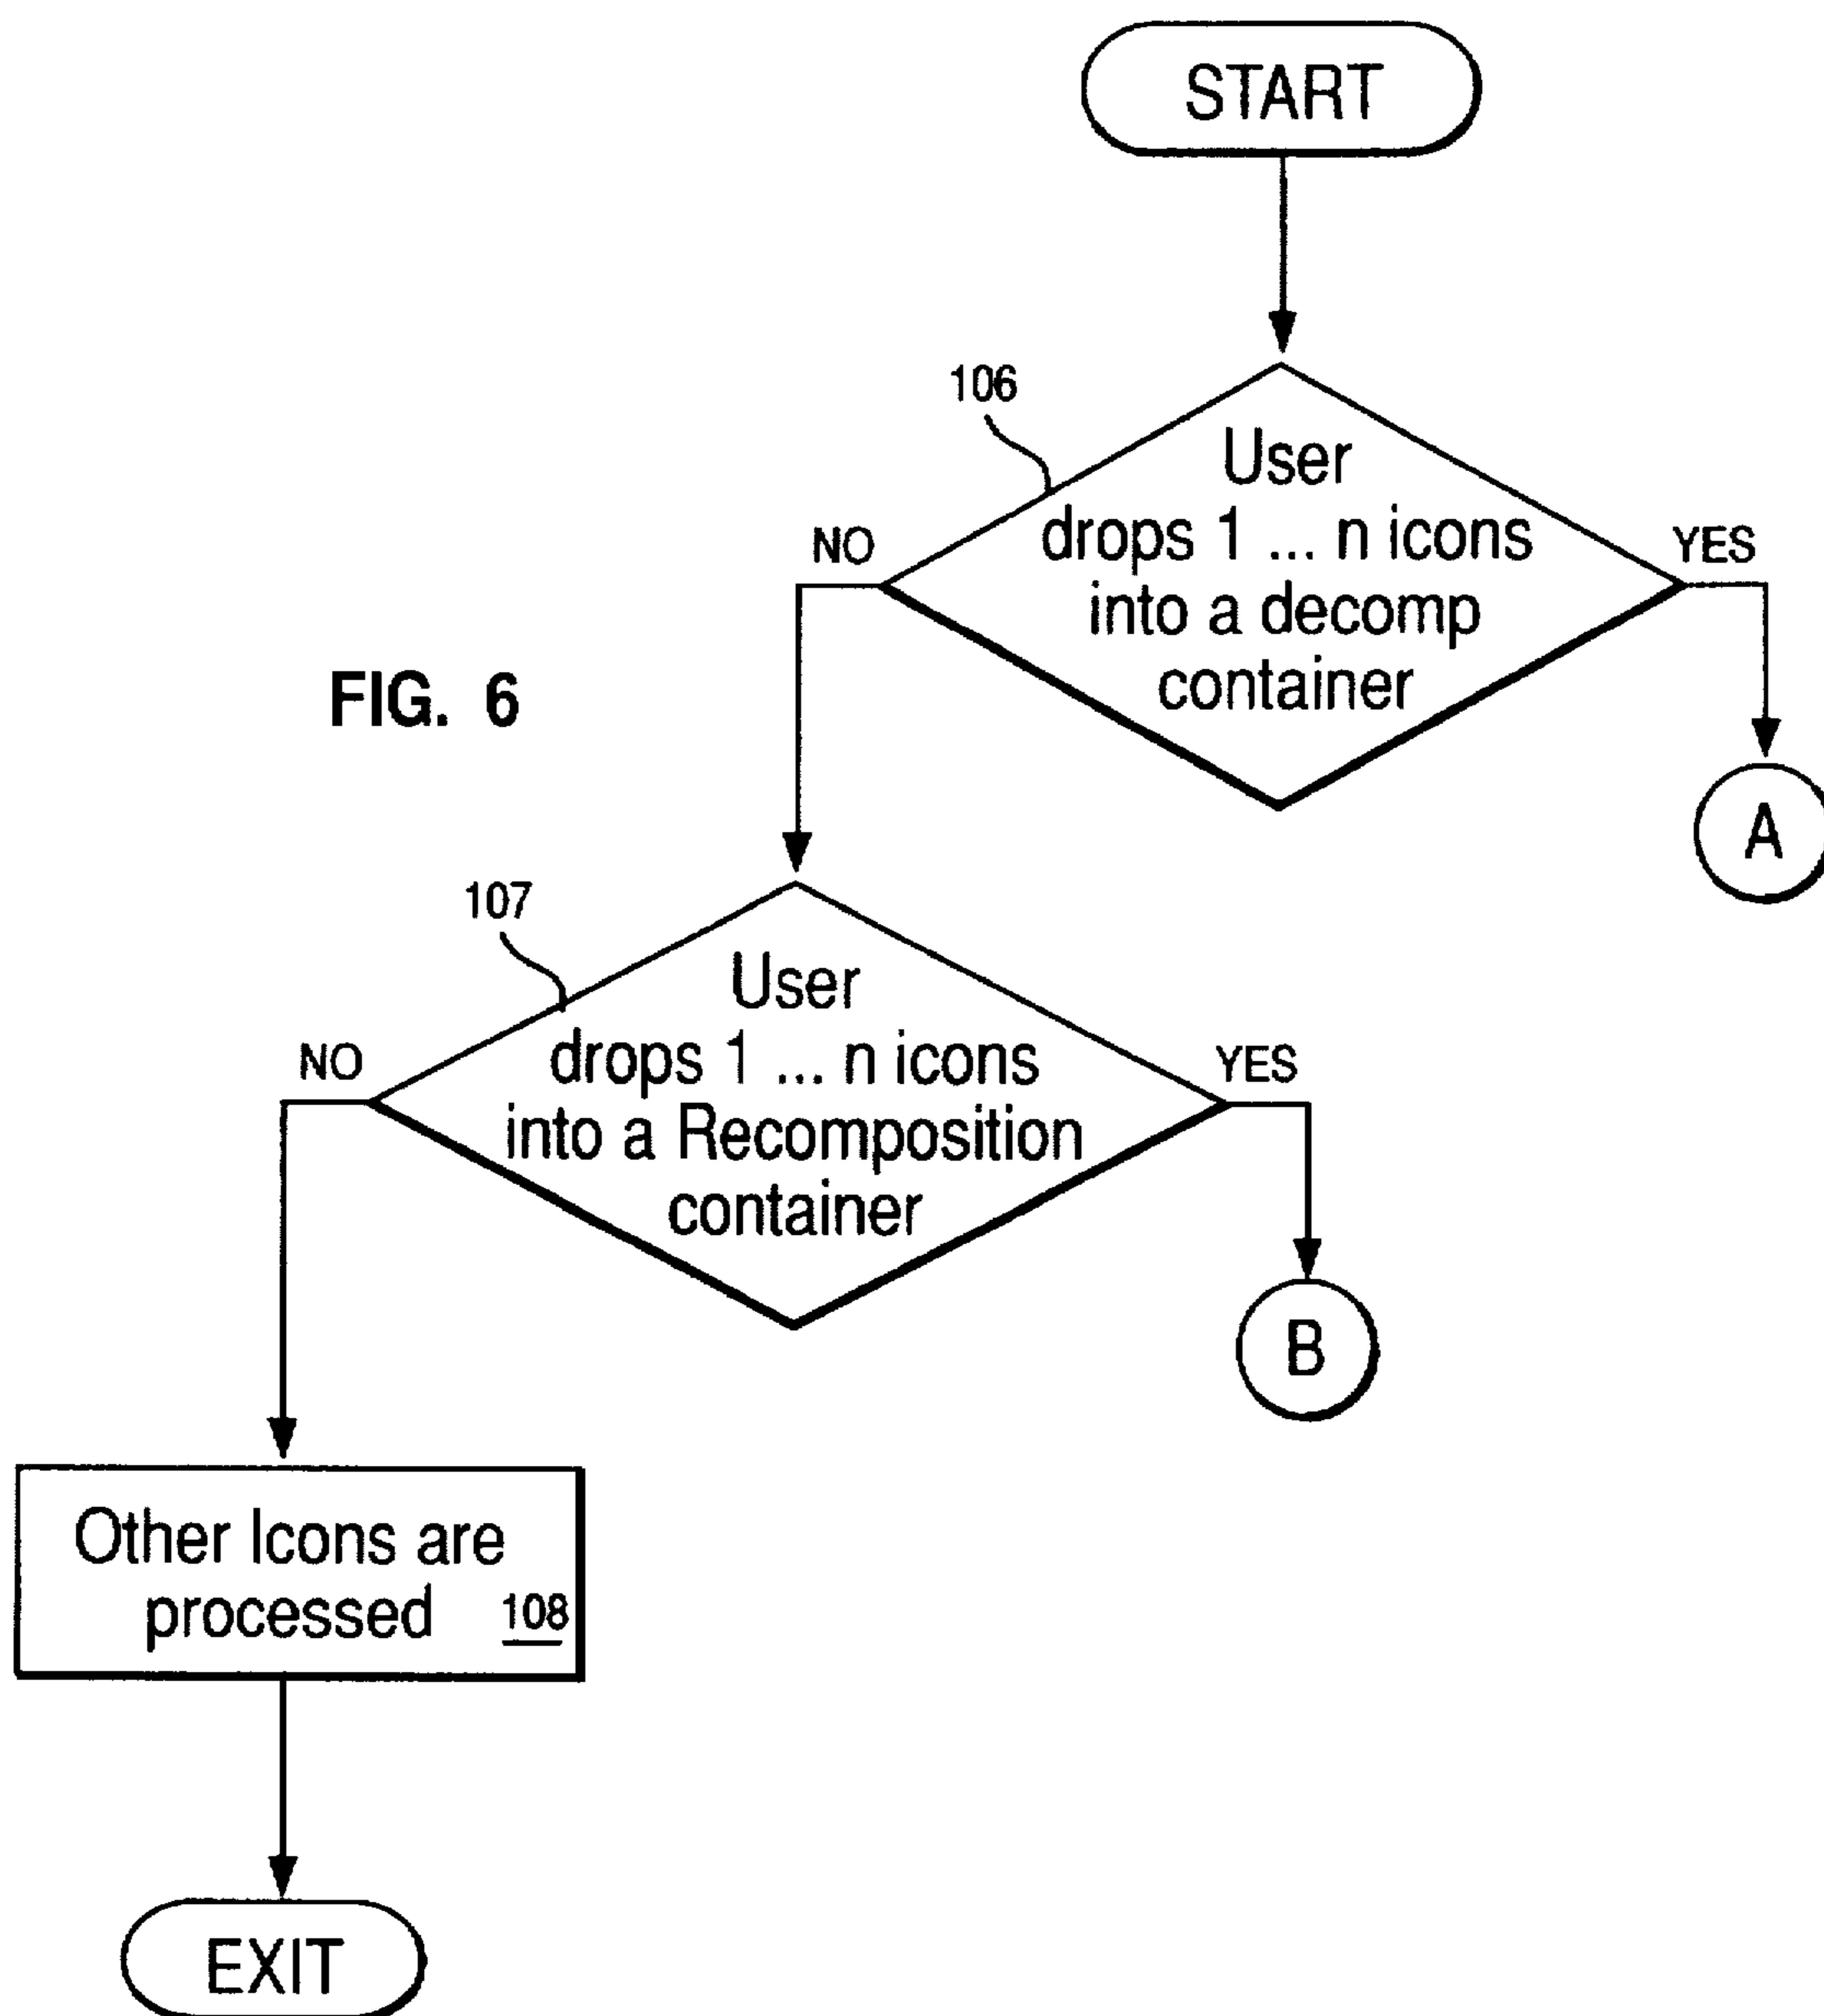 START
106
User
drops 1 ... n icons
into a decomp
container
NO
YES
FIG. 6
A
107
User
drops 1 ... n icons
into a Recomposition
container
NO
YES
B
Other Icons are
processed 108
EXIT